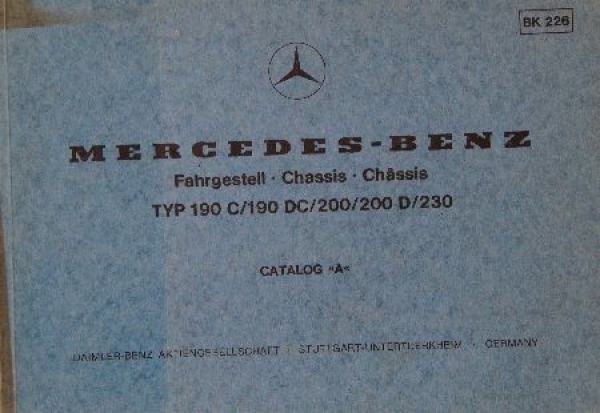 BK 226
MERCEDES-BENZ
Fahrgestell · Chassis · Châssis
TYP 190 C/190 DC/200/200 D/230
CATALOG »A«
DAIMLER-BENZ AKTIENGESELLSCHAFT · STUTTGART-UNTERTÜRKHEIM · GERMANY